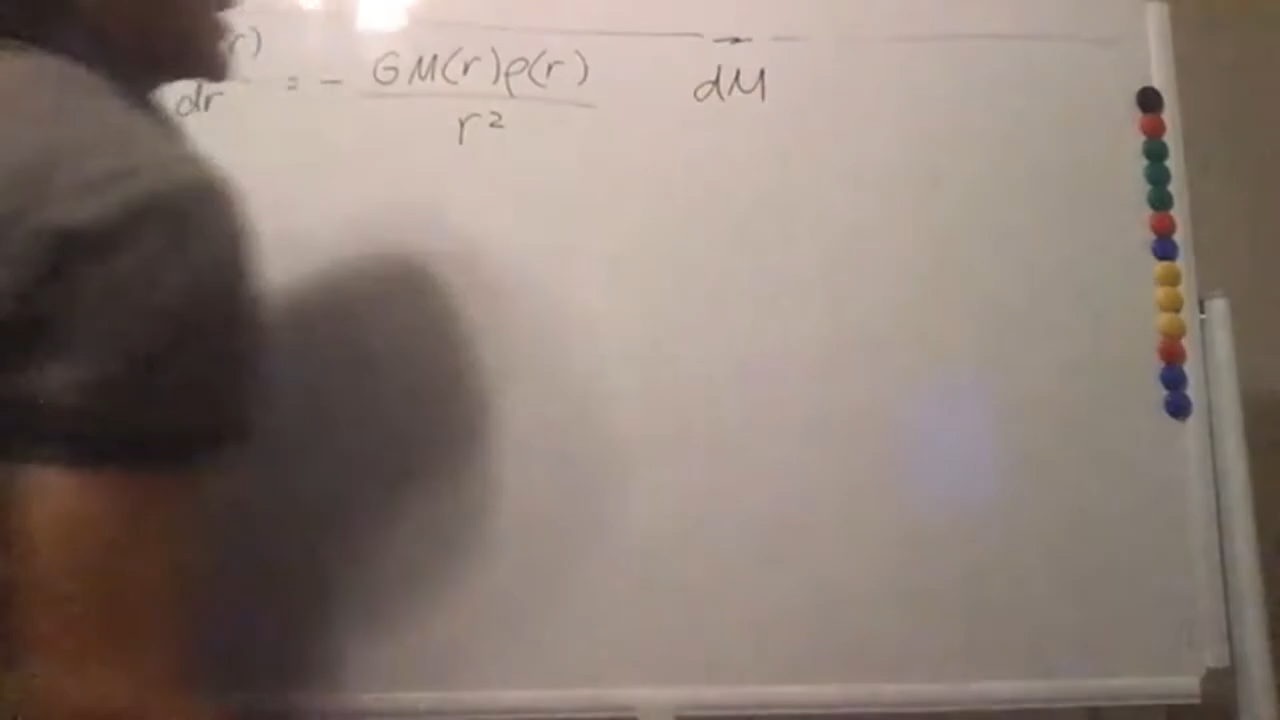 r)
dr = - GM(r)ρ(r) / r² dM